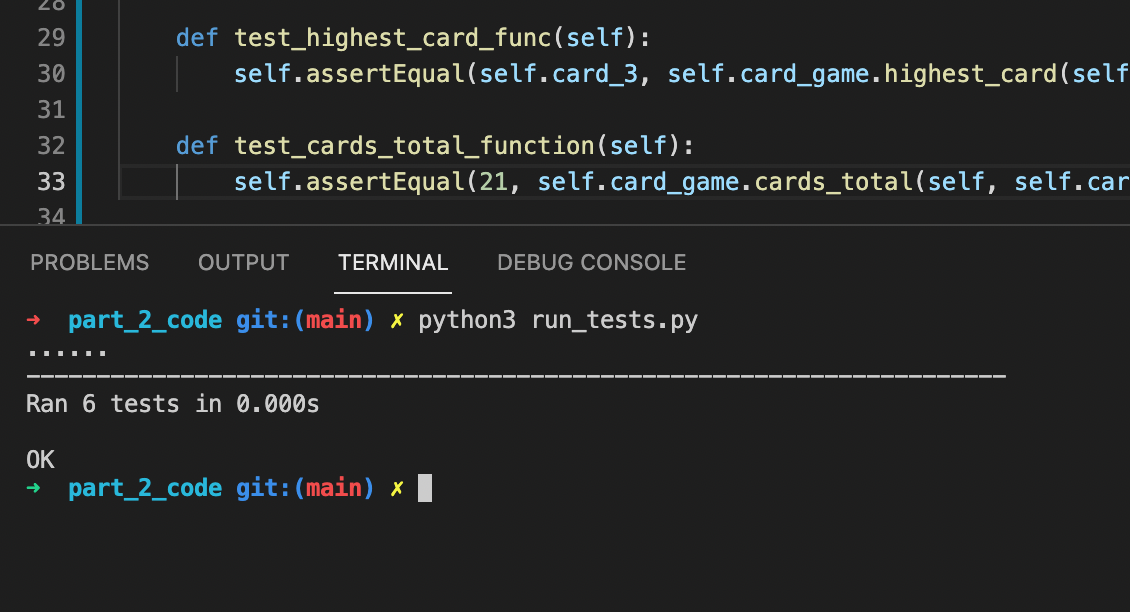 28
29 def test_highest_card_func(self):
30 self.assertEqual(self.card_3, self.card_game.highest_card(self
31
32 def test_cards_total_function(self):
33 self.assertEqual(21, self.card_game.cards_total(self, self.car
34
PROBLEMS OUTPUT TERMINAL DEBUG CONSOLE
➜ part_2_code git:(main) ✗ python3 run_tests.py
......
----------------------------------------------------------------------
Ran 6 tests in 0.000s
OK
➜ part_2_code git:(main) ✗